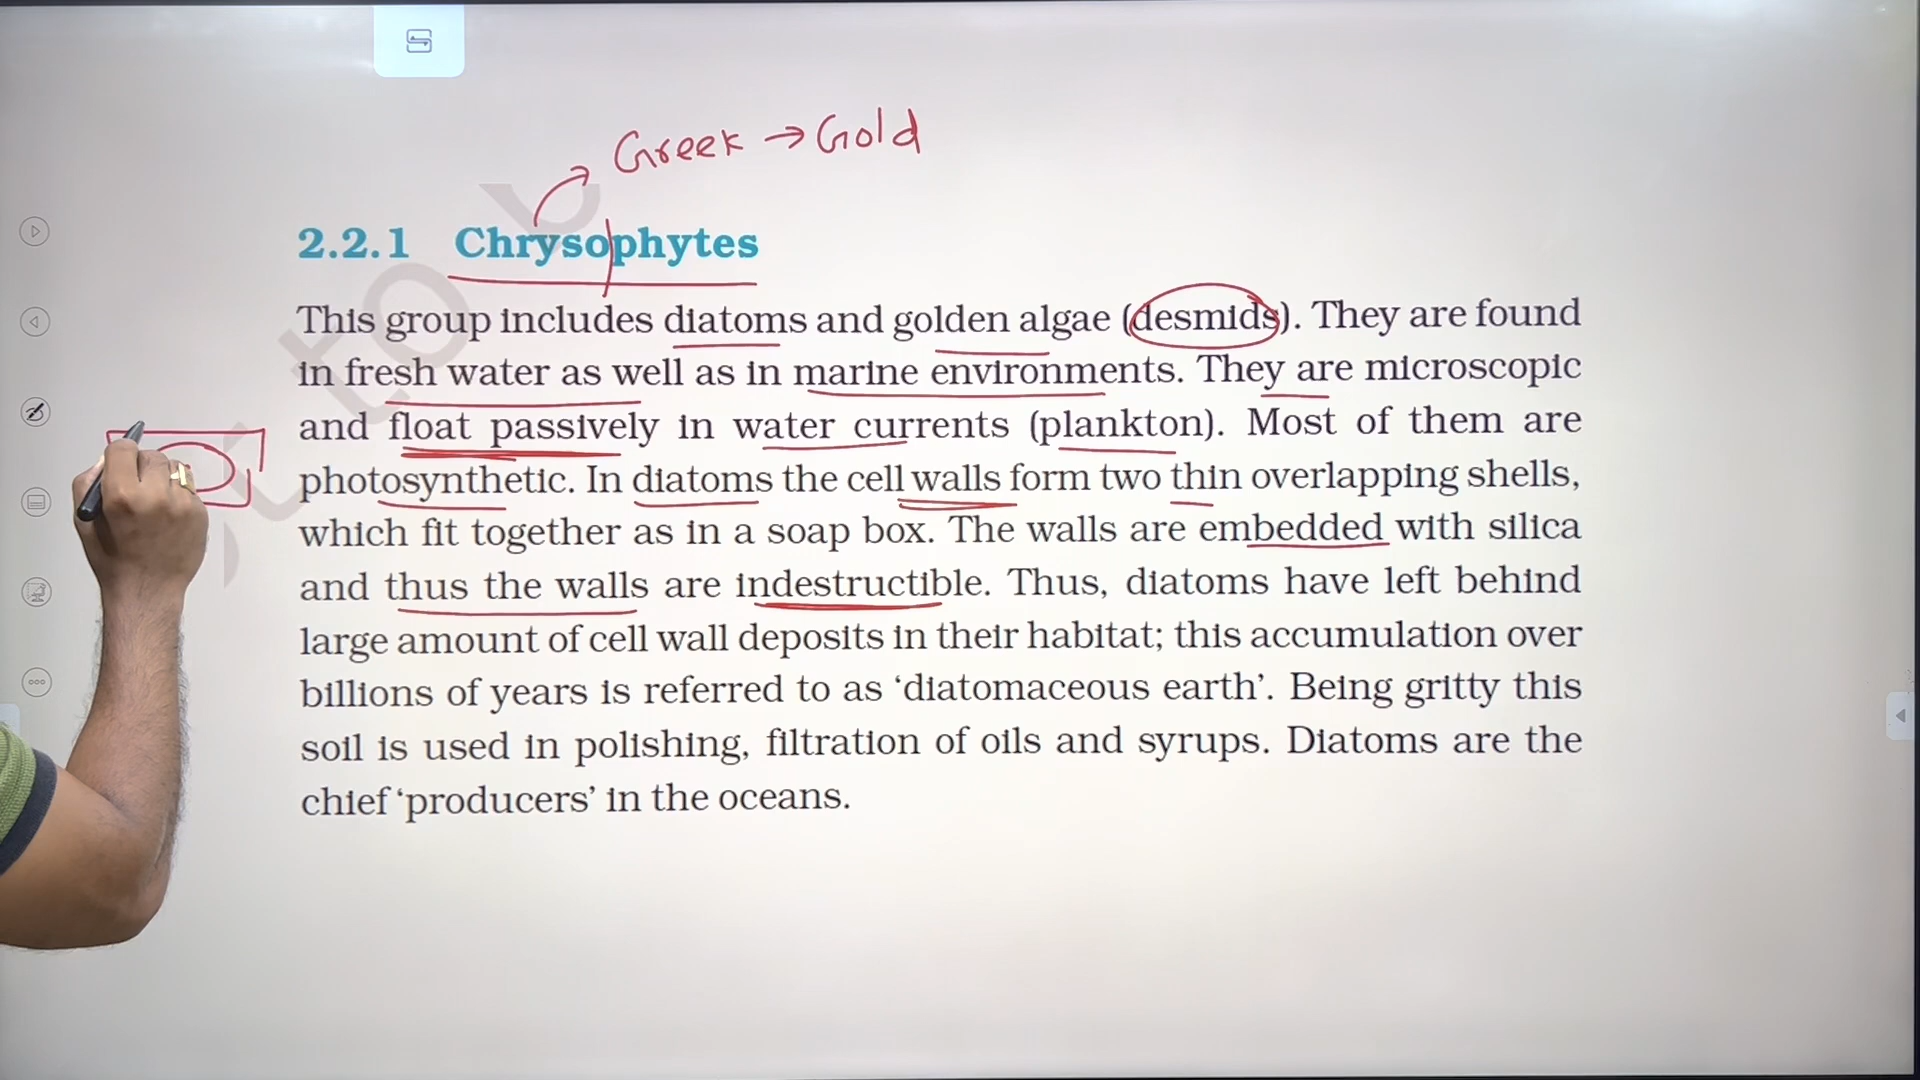 Greek → Gold
2.2.1 Chrysophytes
This group includes diatoms and golden algae (desmids). They are found
in fresh water as well as in marine environments. They are microscopic
and float passively in water currents (plankton). Most of them are
photosynthetic. In diatoms the cell walls form two thin overlapping shells,
which fit together as in a soap box. The walls are embedded with silica
and thus the walls are indestructible. Thus, diatoms have left behind
large amount of cell wall deposits in their habitat; this accumulation over
billions of years is referred to as ‘diatomaceous earth’. Being gritty this
soil is used in polishing, filtration of oils and syrups. Diatoms are the
chief ‘producers’ in the oceans.